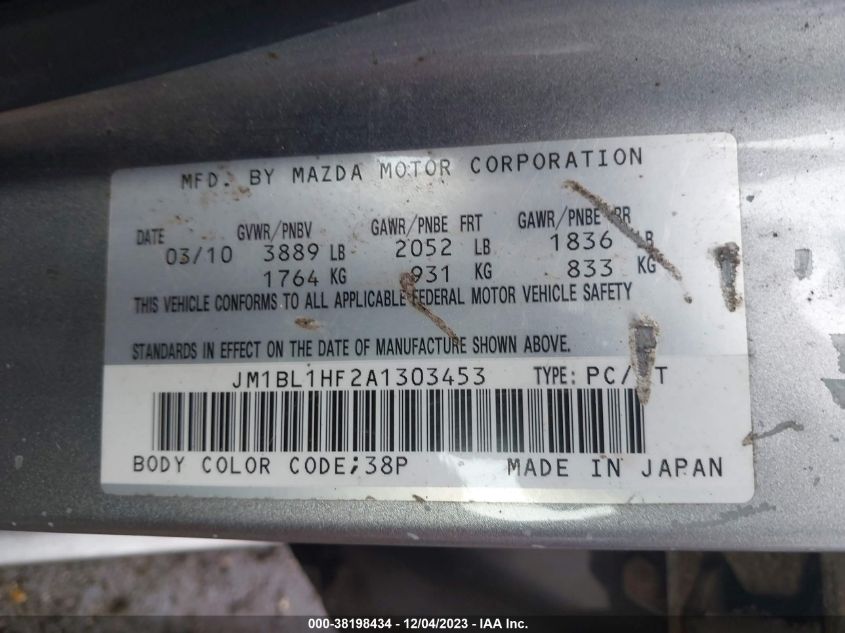 MFD. BY MAZDA MOTOR CORPORATION
DATE GVWR/PNBV GAWR/PNBE FRT GAWR/PNBE RR
03/10 3889 LB 2052 LB 1836 LB
1764 KG 931 KG 833 KG
THIS VEHICLE CONFORMS TO ALL APPLICABLE FEDERAL MOTOR VEHICLE SAFETY
STANDARDS IN EFFECT ON THE DATE OF MANUFACTURE SHOWN ABOVE.
JM1BL1HF2A1303453 TYPE: PC/
BODY COLOR CODE;38P MADE IN JAPAN
000-38198434 - 12/04/2023 - IAA Inc.